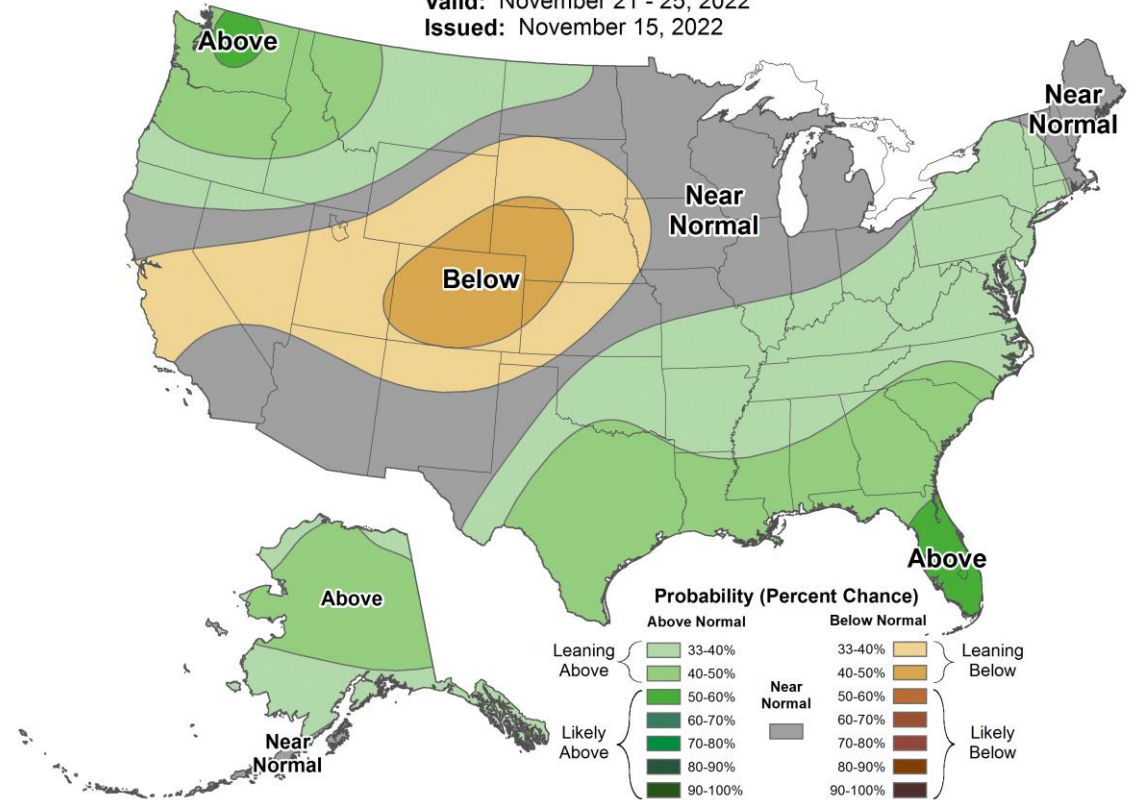 Valid: November 21 - 25, 2022
Issued: November 15, 2022
Above
Near
Normal
Near
Normal
Below
Above
Above
Near
Normal
Probability (Percent Chance)
Above Normal
Below Normal
Leaning
Above
33-40%
40-50%
50-60%
60-70%
70-80%
80-90%
90-100%
Likely
Above
Near
Normal
33-40%
40-50%
50-60%
60-70%
70-80%
80-90%
90-100%
Leaning
Below
Likely
Below